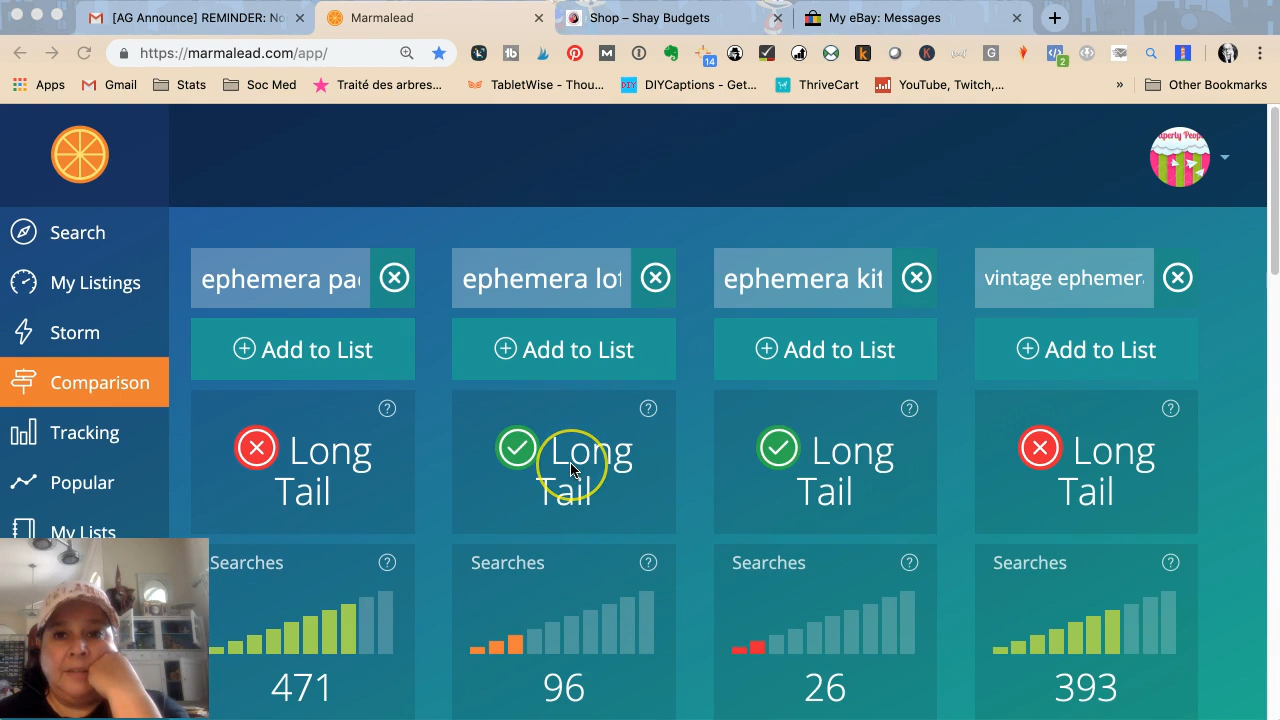 [AG Announce] REMINDER: No
Marmalead
Shop – Shay Budgets
My eBay: Messages
https://marmalead.com/app/
14
2
Apps
Gmail
Stats
Soc Med
Traité des arbres...
TabletWise - Thou...
DIY
DIYCaptions - Get...
ThriveCart
YouTube, Twitch,...
»
Other Bookmarks
Search
My Listings
Storm
Comparison
Tracking
Popular
My Lists
ephemera pac
ephemera lot
ephemera kit
vintage ephemer
Add to List
Add to List
Add to List
Add to List
Long
Tail
Long
Tail
Long
Tail
Long
Tail
Searches
Searches
Searches
Searches
471
96
26
393